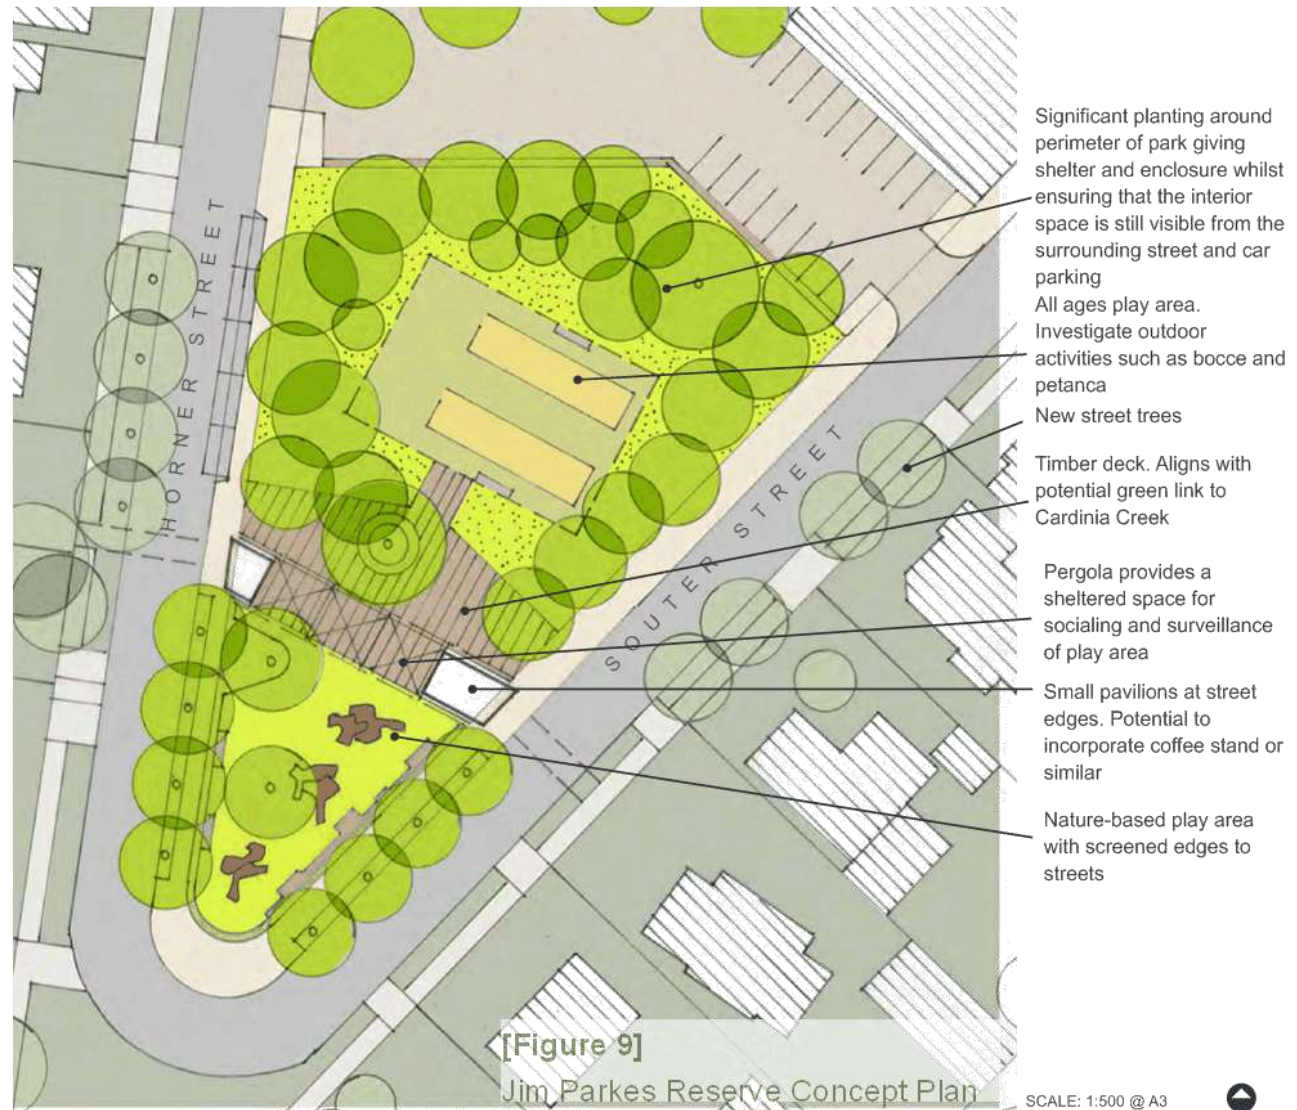 Significant planting around
perimeter of park giving
shelter and enclosure whilst
ensuring that the interior
space is still visible from the
surrounding street and car
parking
All ages play area.
Investigate outdoor
activities such as bocce and
petanca
New street trees
Timber deck. Aligns with
potential green link to
Cardinia Creek
Pergola provides a
sheltered space for
socialing and surveillance
of play area
Small pavilions at street
edges. Potential to
incorporate coffee stand or
similar
Nature-based play area
with screened edges to
streets
HORNER STREET
SOUTER STREET
[Figure 9]
Jim Parkes Reserve Concept Plan
SCALE: 1:500 @ A3